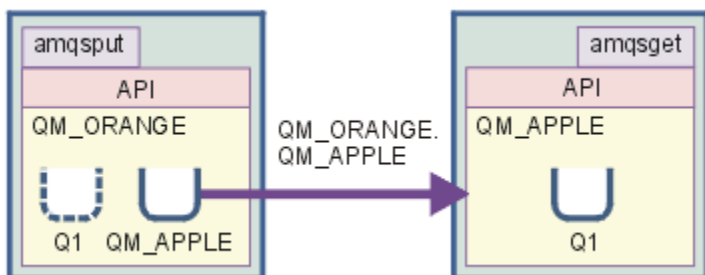 amqsput
API
QM_ORANGE
Q1
QM_APPLE
QM_ORANGE.
QM_APPLE
amqsget
API
QM_APPLE
Q1